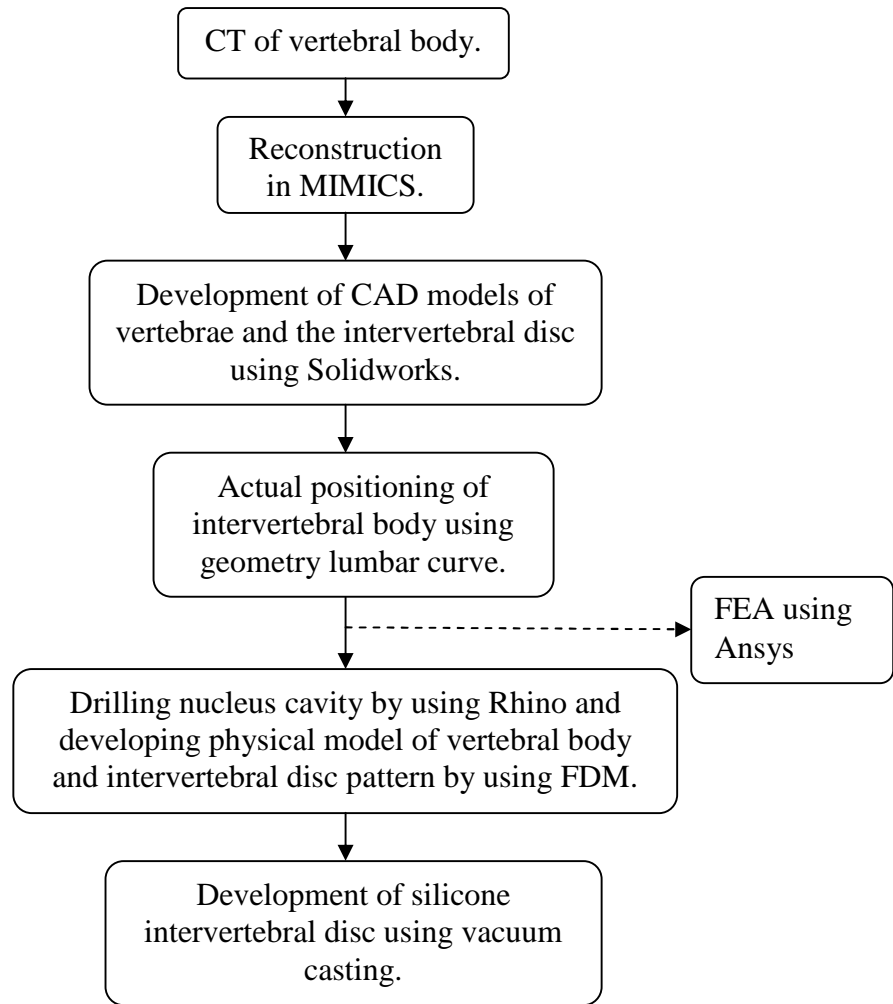 CT of vertebral body.
Reconstruction
in MIMICS.
Development of CAD models of
vertebrae and the intervertebral disc
using Solidworks.
Actual positioning of
intervertebral body using
geometry lumbar curve.
FEA using
Ansys
Drilling nucleus cavity by using Rhino and
developing physical model of vertebral body
and intervertebral disc pattern by using FDM.
Development of silicone
intervertebral disc using vacuum
casting.